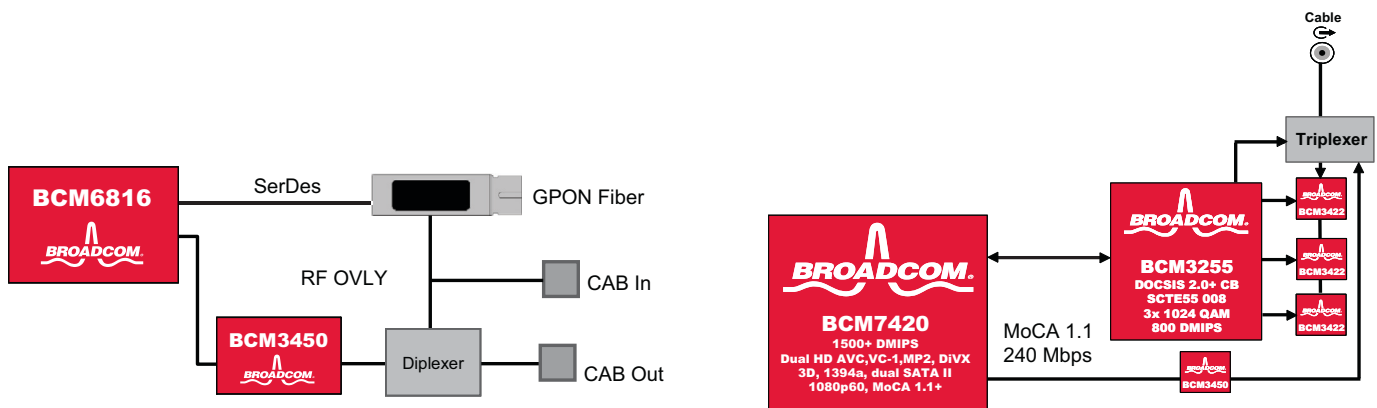 BCM6816
BROADCOM.
SerDes
GPON Fiber
RF OVLY
CAB In
BCM3450
BROADCOM.
Diplexer
CAB Out
Cable
Triplexer
BROADCOM.
BCM7420
1500+ DMIPS
Dual HD AVC,VC-1,MP2, DiVX
3D, 1394a, dual SATA II
1080p60, MoCA 1.1+
BROADCOM.
BCM3255
DOCSIS 2.0+ CB
SCTE55 008
3x 1024 QAM
800 DMIPS
BROADCOM.
BCM3422
BROADCOM.
BCM3422
BROADCOM.
BCM3422
MoCA 1.1
240 Mbps
BROADCOM.
BCM3450